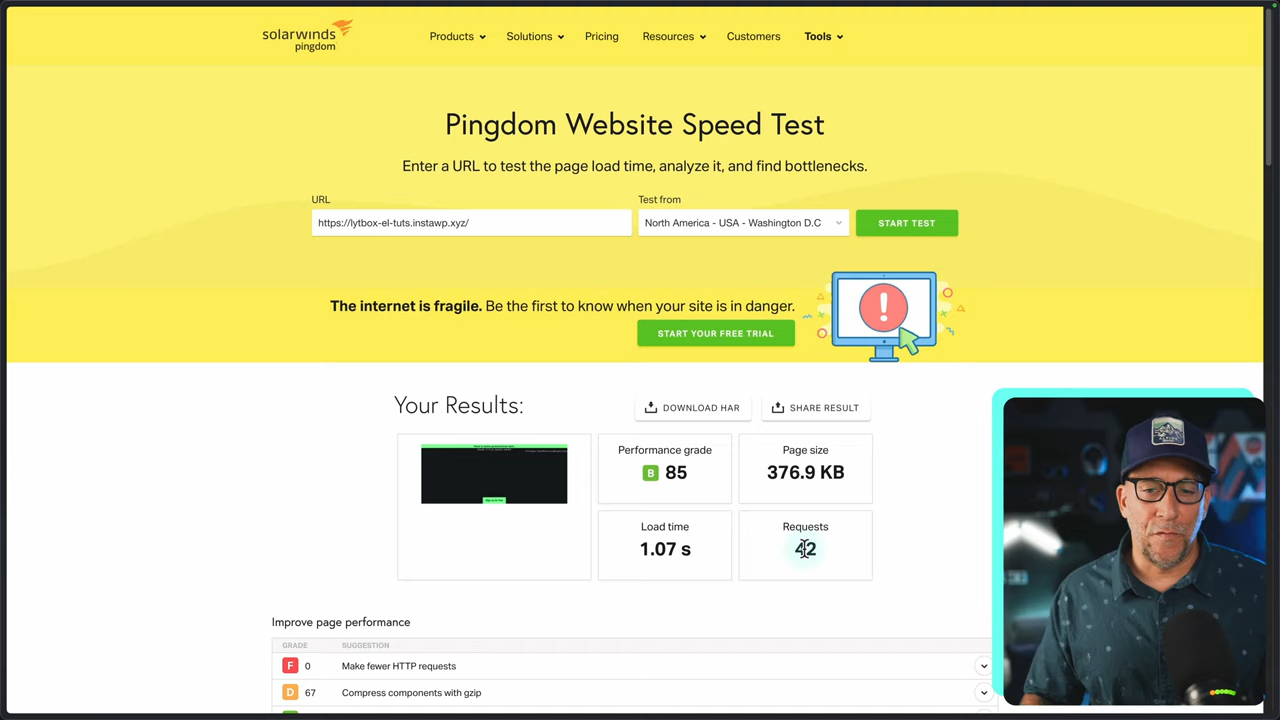 solarwinds
pingdom
Products
Solutions
Pricing
Resources
Customers
Tools
Pingdom Website Speed Test
Enter a URL to test the page load time, analyze it, and find bottlenecks.
URL
Test from
https://lytbox-el-tuts.instawp.xyz/
North America - USA - Washington D.C
START TEST
The internet is fragile. Be the first to know when your site is in danger.
START YOUR FREE TRIAL
Your Results:
DOWNLOAD HAR
SHARE RESULT
Performance grade
B 85
Page size
376.9 KB
Load time
1.07 s
Requests
42
Improve page performance
GRADE
SUGGESTION
F 0 Make fewer HTTP requests
D 67 Compress components with gzip